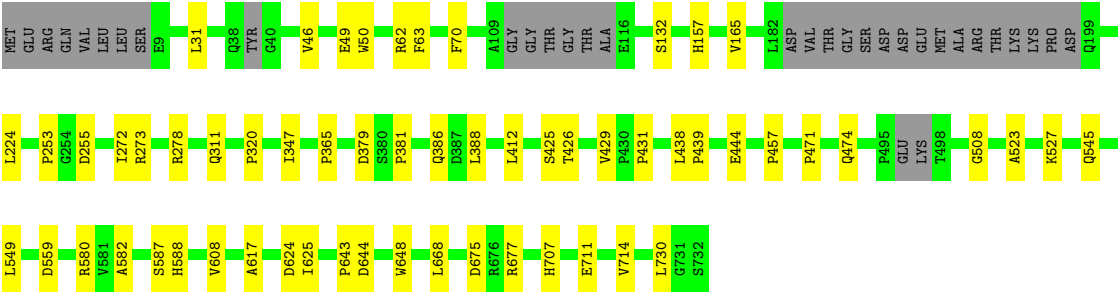 MET GLU ARG GLN VAL LEU LEU SER E9 L31 Q38 TYR G40 V46 E49 W50 R62 F63 F70 A109 GLY GLY THR GLY THR ALA E116 S132 H157 V165 L182 ASP VAL THR GLY SER ASP ASP GLU MET ALA ARG THR LYS LYS PRO ASP Q199
L224 P253 G254 D255 I272 R273 R278 Q311 P320 I347 P365 D379 S380 P381 Q386 D387 L388 L412 S425 T426 V429 P430 P431 L438 P439 E444 P457 P471 Q474 P495 GLU LYS T498 G508 A523 K527 Q545
L549 D559 R580 V581 A582 S587 H588 V608 A617 D624 I625 P643 D644 W648 L668 D675 R676 R677 H707 E711 V714 L730 G731 S732